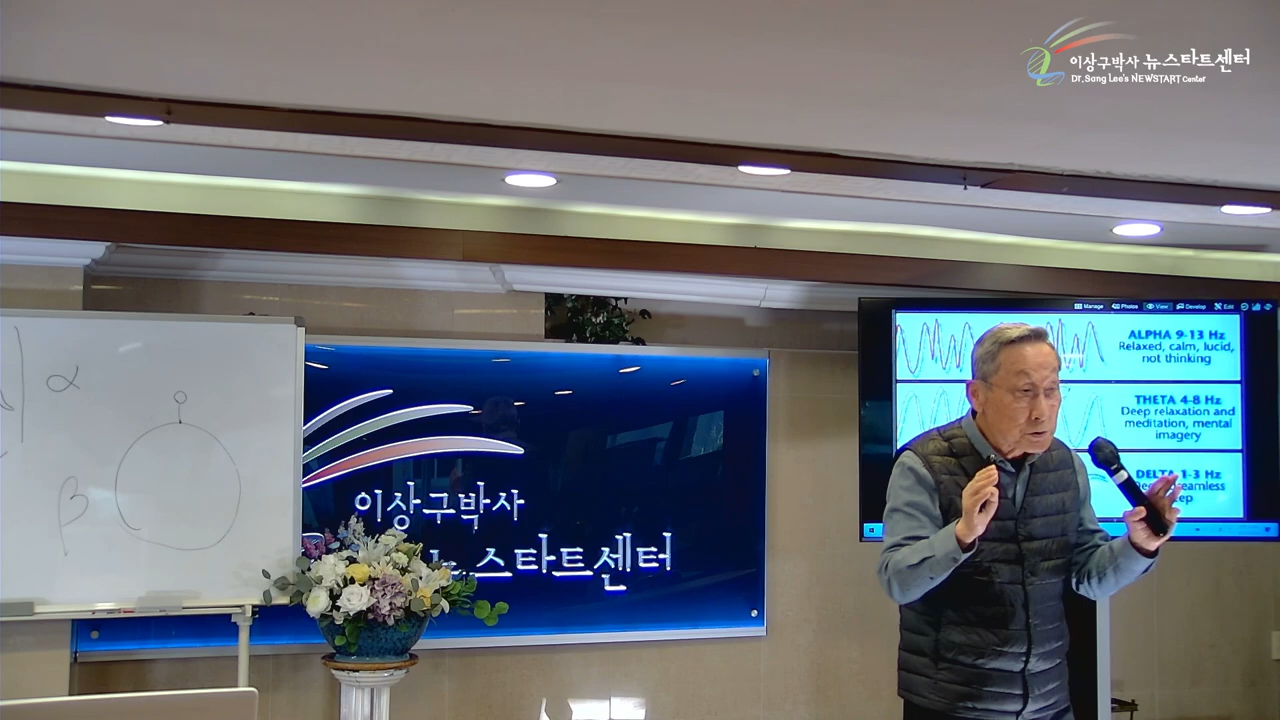 이상구박사 뉴스타트센터
Dr. Sang Lee's NEWSTART Center
Manage Photos View Develop Edit
ALPHA 9-13 Hz
Relaxed, calm, lucid,
not thinking
THETA 4-8 Hz
Deep relaxation and
meditation, mental
imagery
DELTA 1-3 Hz
α
β
이상구박사
뉴스타트센터